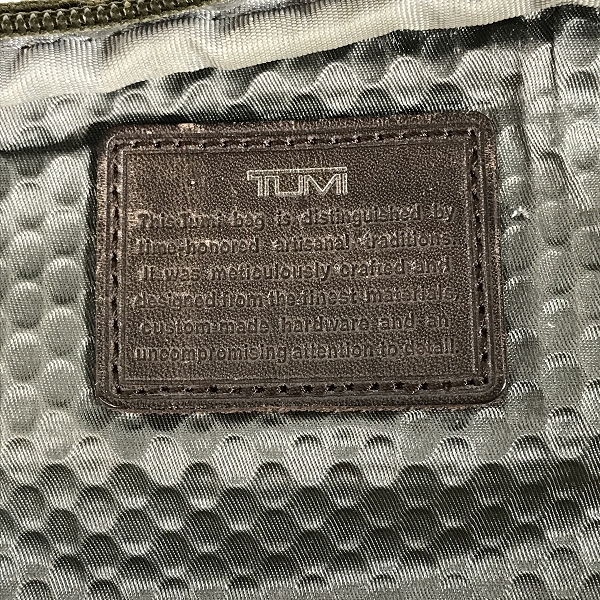 TUMI
This Tumi bag is distinguished by
time-honored artisanal traditions.
It was meticulously crafted and
designed from the finest materials,
custom-made hardware and an
uncompromising attention to detail.